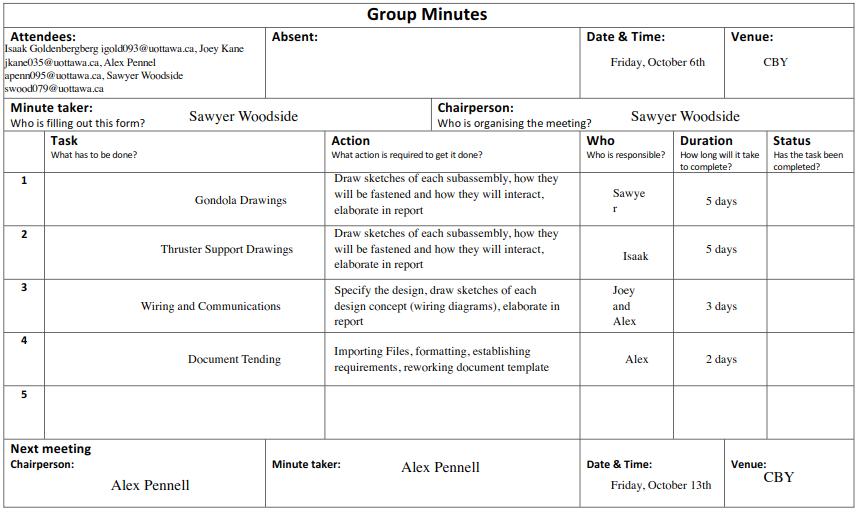 Group Minutes
Attendees:
Isaak Goldenbergberg igold093@uottawa.ca, Joey Kane
jkane035@uottawa.ca, Alex Pennel
apenn095@uottawa.ca, Sawyer Woodside
swood079@uottawa.ca
Absent:
Date & Time:
Friday, October 6th
Venue:
CBY
Minute taker:
Who is filling out this form?
Sawyer Woodside
Chairperson:
Who is organising the meeting?
Sawyer Woodside
Task
What has to be done?
Action
What action is required to get it done?
Who
Who is responsible?
Duration
How long will it take
to complete?
Status
Has the task been
completed?
1
Gondola Drawings
Draw sketches of each subassembly, how they
will be fastened and how they will interact,
elaborate in report
Sawye
r
5 days
2
Thruster Support Drawings
Draw sketches of each subassembly, how they
will be fastened and how they will interact,
elaborate in report
Isaak
5 days
3
Wiring and Communications
Specify the design, draw sketches of each
design concept (wiring diagrams), elaborate in
report
Joey
and
Alex
3 days
4
Document Tending
Importing Files, formatting, establishing
requirements, reworking document template
Alex
2 days
5
Next meeting
Chairperson:
Alex Pennell
Minute taker:
Alex Pennell
Date & Time:
Friday, October 13th
Venue:
CBY